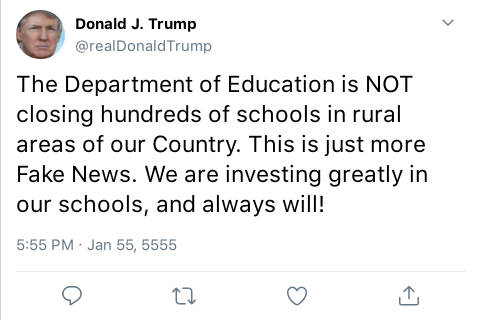 Donald J. Trump
@realDonaldTrump
The Department of Education is NOT
closing hundreds of schools in rural
areas of our Country. This is just more
Fake News. We are investing greatly in
our schools, and always will!
5:55 PM · Jan 55, 5555